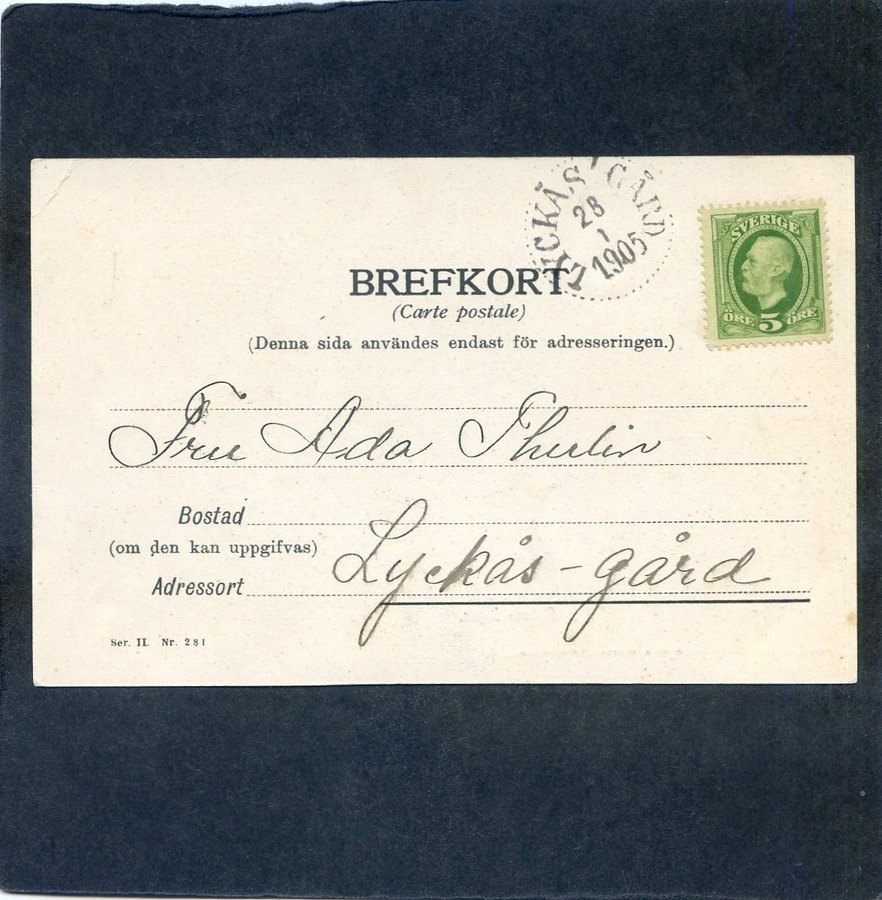 LYCKÅS GÅRD
28
1
1905
SVERIGE
ÖRE 5 ÖRE
BREFKORT
(Carte postale)
(Denna sida användes endast för adresseringen.)
Fru Ada Thulin
Bostad
(om den kan uppgifvas)
Lyckås-gård
Adressort
Ser. II. Nr. 281